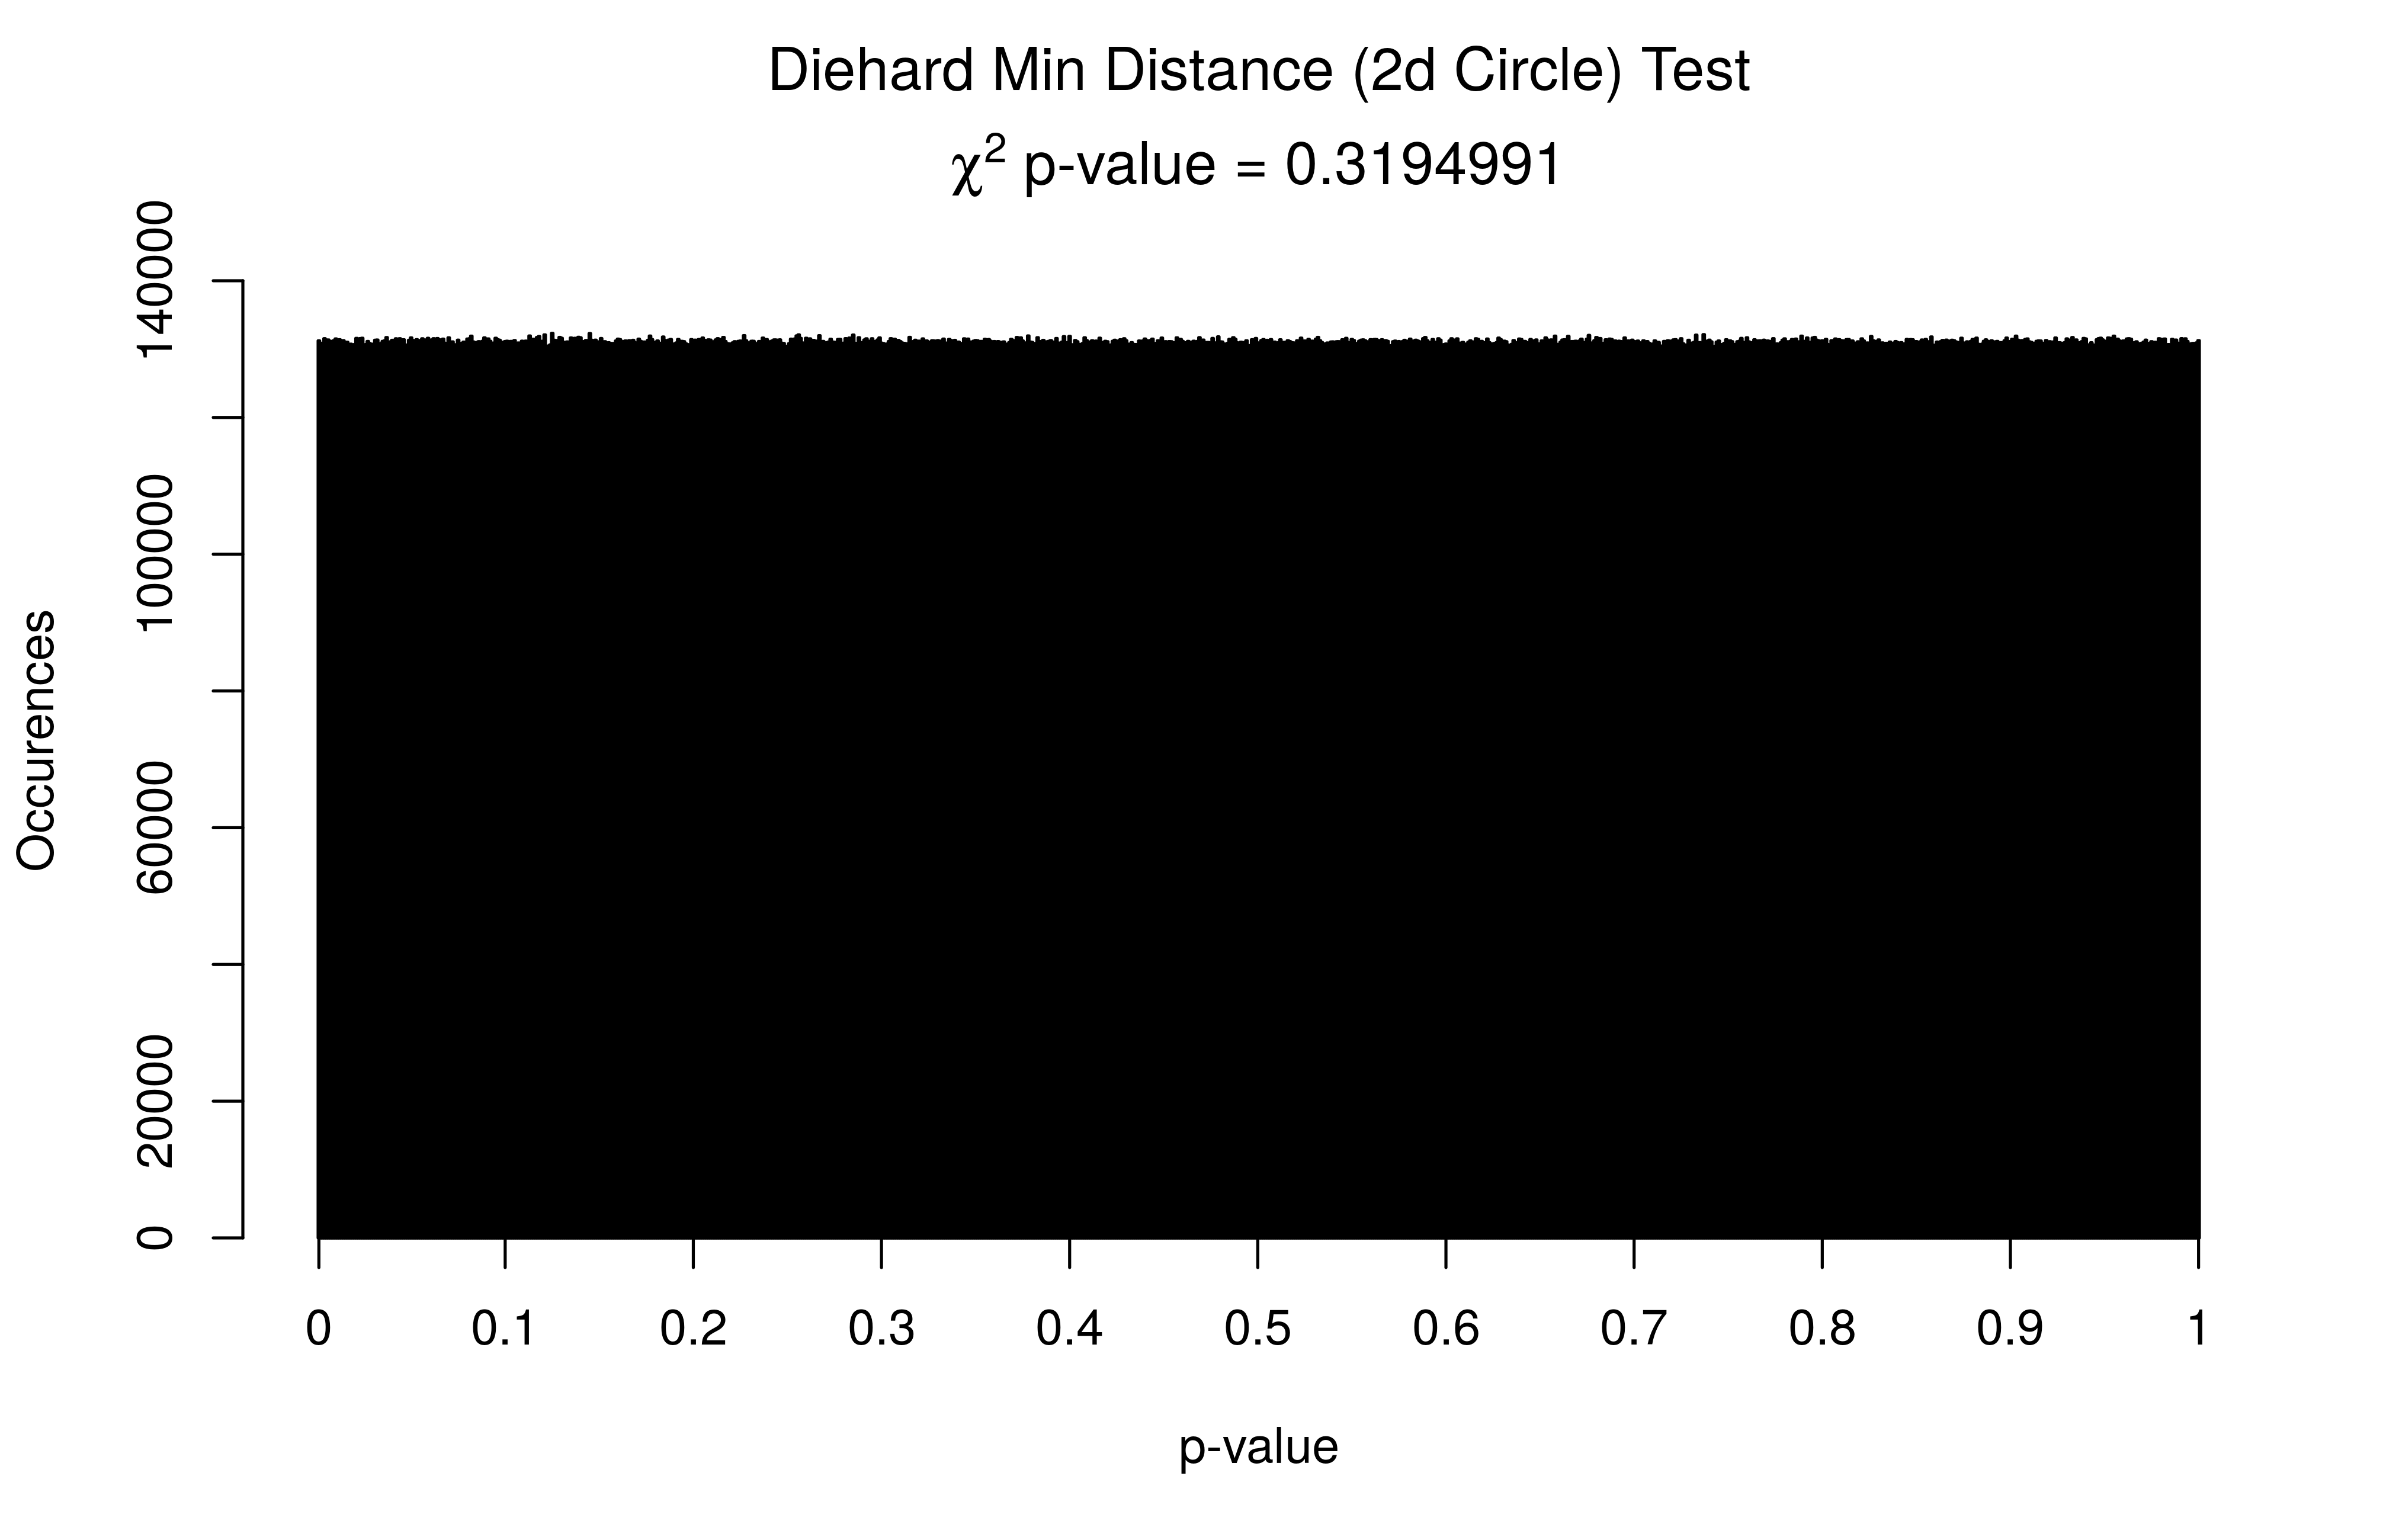 Diehard Min Distance (2d Circle) Test
χ² p-value = 0.3194991
140000
100000
60000
20000
0
Occurences
0 0.1 0.2 0.3 0.4 0.5 0.6 0.7 0.8 0.9 1
p-value